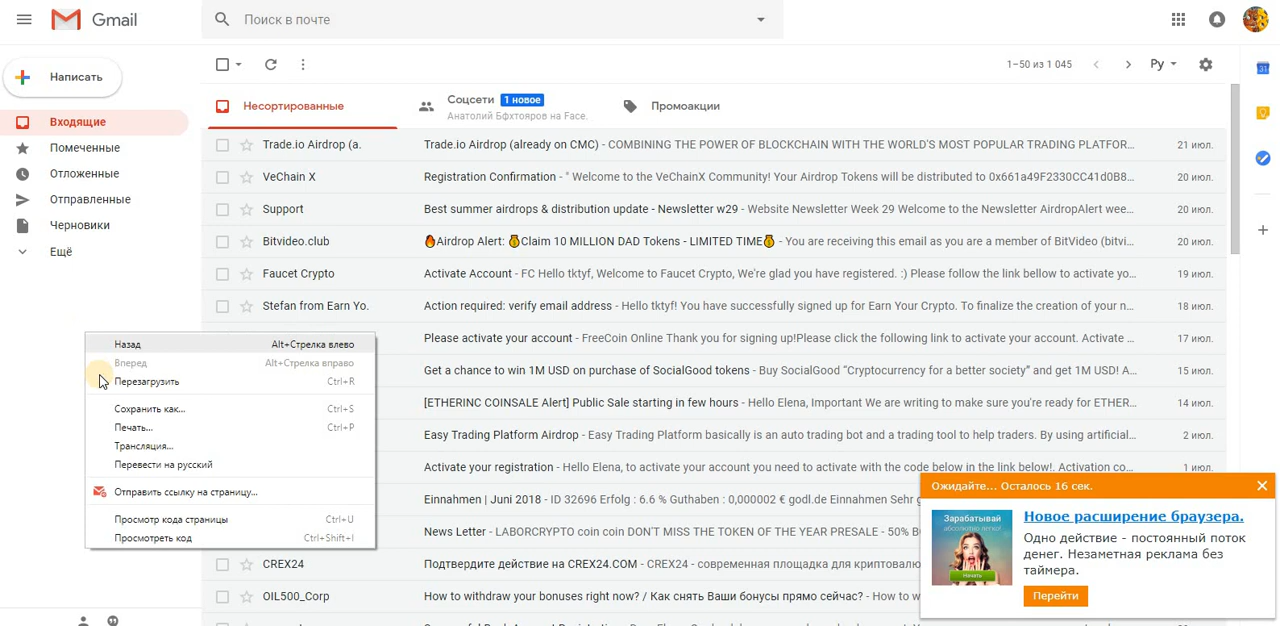 Gmail
Поиск в почте
Написать
1–50 из 1 045
Ру
31
Входящие
Помеченные
Отложенные
Отправленные
Черновики
Ещё
Несортированные
Соцсети 1 новое
Анатолий Бфхтояров на Face.
Промоакции
Trade.io Airdrop (a. Trade.io Airdrop (already on CMC) - COMBINING THE POWER OF BLOCKCHAIN WITH THE WORLD'S MOST POPULAR TRADING PLATFOR... 21 июл.
VeChain X Registration Confirmation - " Welcome to the VeChainX Community! Your Airdrop Tokens will be distributed to 0x661a49F2330CC41d0B8... 20 июл.
Support Best summer airdrops & distribution update - Newsletter w29 - Website Newsletter Week 29 Welcome to the Newsletter AirdropAlert wee... 20 июл.
Bitvideo.club 🔥Airdrop Alert: 💰Claim 10 MILLION DAD Tokens - LIMITED TIME💰 - You are receiving this email as you are a member of BitVideo (bitvi... 20 июл.
Faucet Crypto Activate Account - FC Hello tktyf, Welcome to Faucet Crypto, We're glad you have registered. :) Please follow the link bellow to activate yo... 19 июл.
Stefan from Earn Yo. Action required: verify email address - Hello tktyf! You have successfully signed up for Earn Your Crypto. To finalize the creation of your n... 18 июл.
Please activate your account - FreeCoin Online Thank you for signing up!Please click the following link to activate your account. Account... 17 июл.
Get a chance to win 1M USD on purchase of SocialGood tokens - Buy SocialGood “Cryptocurrency for a better society” and get 1M USD! A... 15 июл.
[ETHERINC COINSALE Alert] Public Sale starting in few hours - Hello Elena, Important We are writing to make sure you're ready for ETHER... 14 июл.
Easy Trading Platform Airdrop - Easy Trading Platform basically is an auto trading bot and a trading tool to help traders. By using artificial... 2 июл.
Activate your registration - Hello Elena, to activate your account you need to activate with the code below in the link below!. Activation co... 1 июл.
Einnahmen | Juni 2018 - ID 32696 Erfolg : 6.6 % Guthaben : 0,000002 € godl.de Einnahmen Sehr g
News Letter - LABORCRYPTO coin coin DON'T MISS THE TOKEN OF THE YEAR PRESALE - 50% B
CREX24 Подтвердите действие на CREX24.COM - CREX24 - современная площадка для криптовалю
OIL500_Corp How to withdraw your bonuses right now? / Как снять Ваши бонусы прямо сейчас? - How to w
Назад Alt+Стрелка влево
Вперед Alt+Стрелка вправо
Перезагрузить Ctrl+R
Сохранить как... Ctrl+S
Печать... Ctrl+P
Трансляция...
Перевести на русский
Отправить ссылку на страницу...
Просмотр кода страницы Ctrl+U
Просмотреть код Ctrl+Shift+I
Ожидайте... Осталось 16 сек.
Зарабатывай
абсолютно легко!
Начать
Новое расширение браузера.
Одно действие - постоянный поток
денег. Незаметная реклама без
таймера.
Перейти